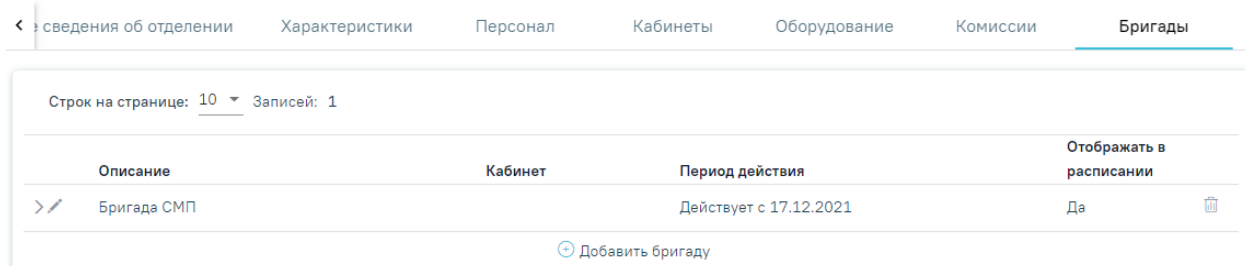 сведения об отделении Характеристики Персонал Кабинеты Оборудование Комиссии Бригады
Строк на странице: 10 Записей: 1
Описание Кабинет Период действия Отображать в расписании
Бригада СМП Действует с 17.12.2021 Да
Добавить бригаду